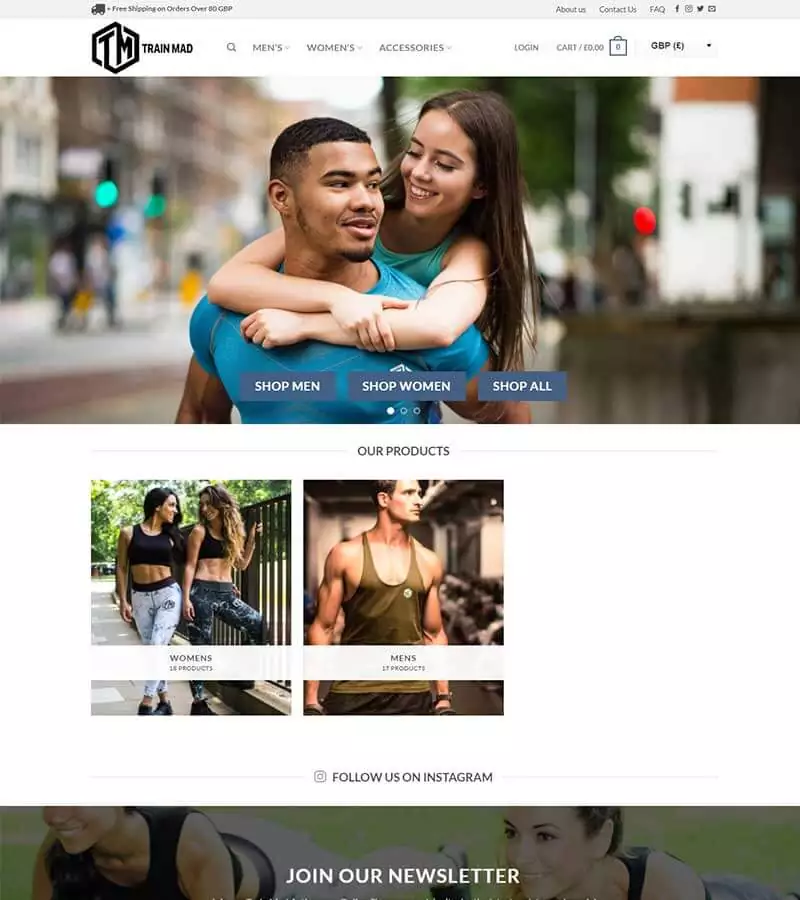 + Free Shipping on Orders Over 80 GBP
About us
Contact Us
FAQ
TM TRAIN MAD
MEN'S
WOMEN'S
ACCESSORIES
LOGIN
CART / £0.00
0
GBP (£)
SHOP MEN
SHOP WOMEN
SHOP ALL
OUR PRODUCTS
WOMENS
18 PRODUCTS
MENS
17 PRODUCTS
FOLLOW US ON INSTAGRAM
JOIN OUR NEWSLETTER